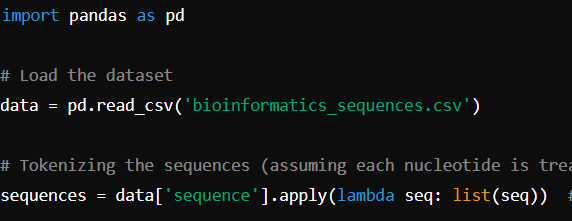 import pandas as pd
# Load the dataset
data = pd.read_csv('bioinformatics_sequences.csv')
# Tokenizing the sequences (assuming each nucleotide is
sequences = data['sequence'].apply(lambda seq: list(seq)) #